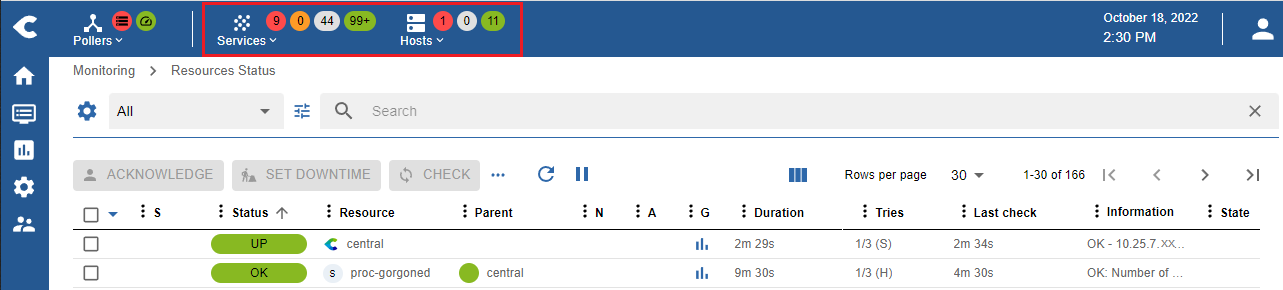 9 0 44 99+ 1 0 11
Pollers Services Hosts
October 18, 2022
2:30 PM
Monitoring > Resources Status
All Search
ACKNOWLEDGE SET DOWNTIME CHECK ... Rows per page 30 1-30 of 166
S Status Resource Parent N A G Duration Tries Last check Information State
UP central 2m 29s 1/3 (S) 2m 34s OK - 10.25.7.XX...
OK S proc-gorgoned central 9m 30s 1/3 (H) 4m 30s OK: Number of ...